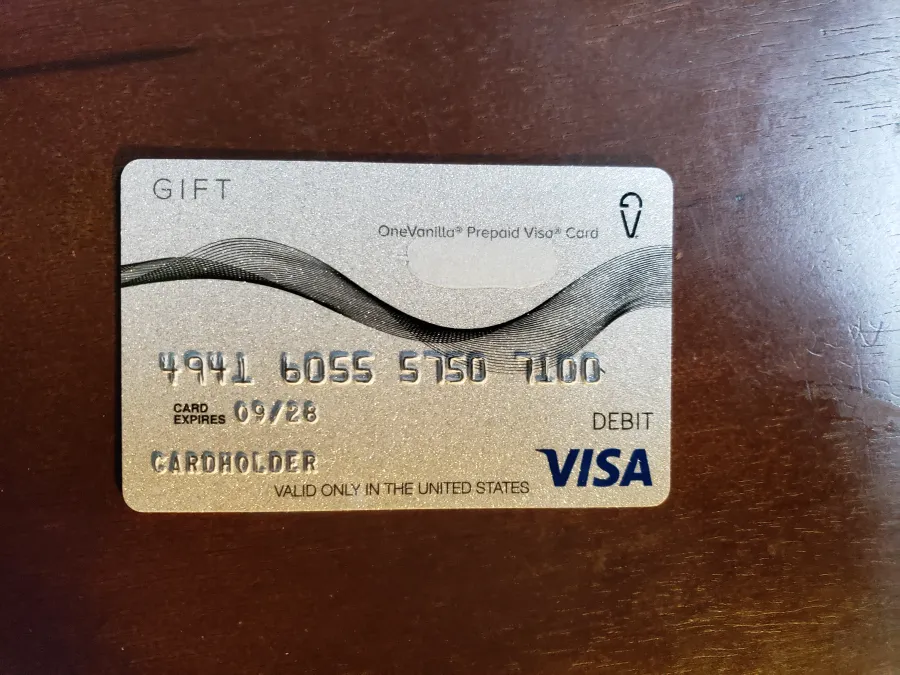 GIFT
OneVanilla® Prepaid Visa® Card
4941 6055 5750 7100
CARD EXPIRES 09/28
DEBIT
CARDHOLDER
VISA
VALID ONLY IN THE UNITED STATES